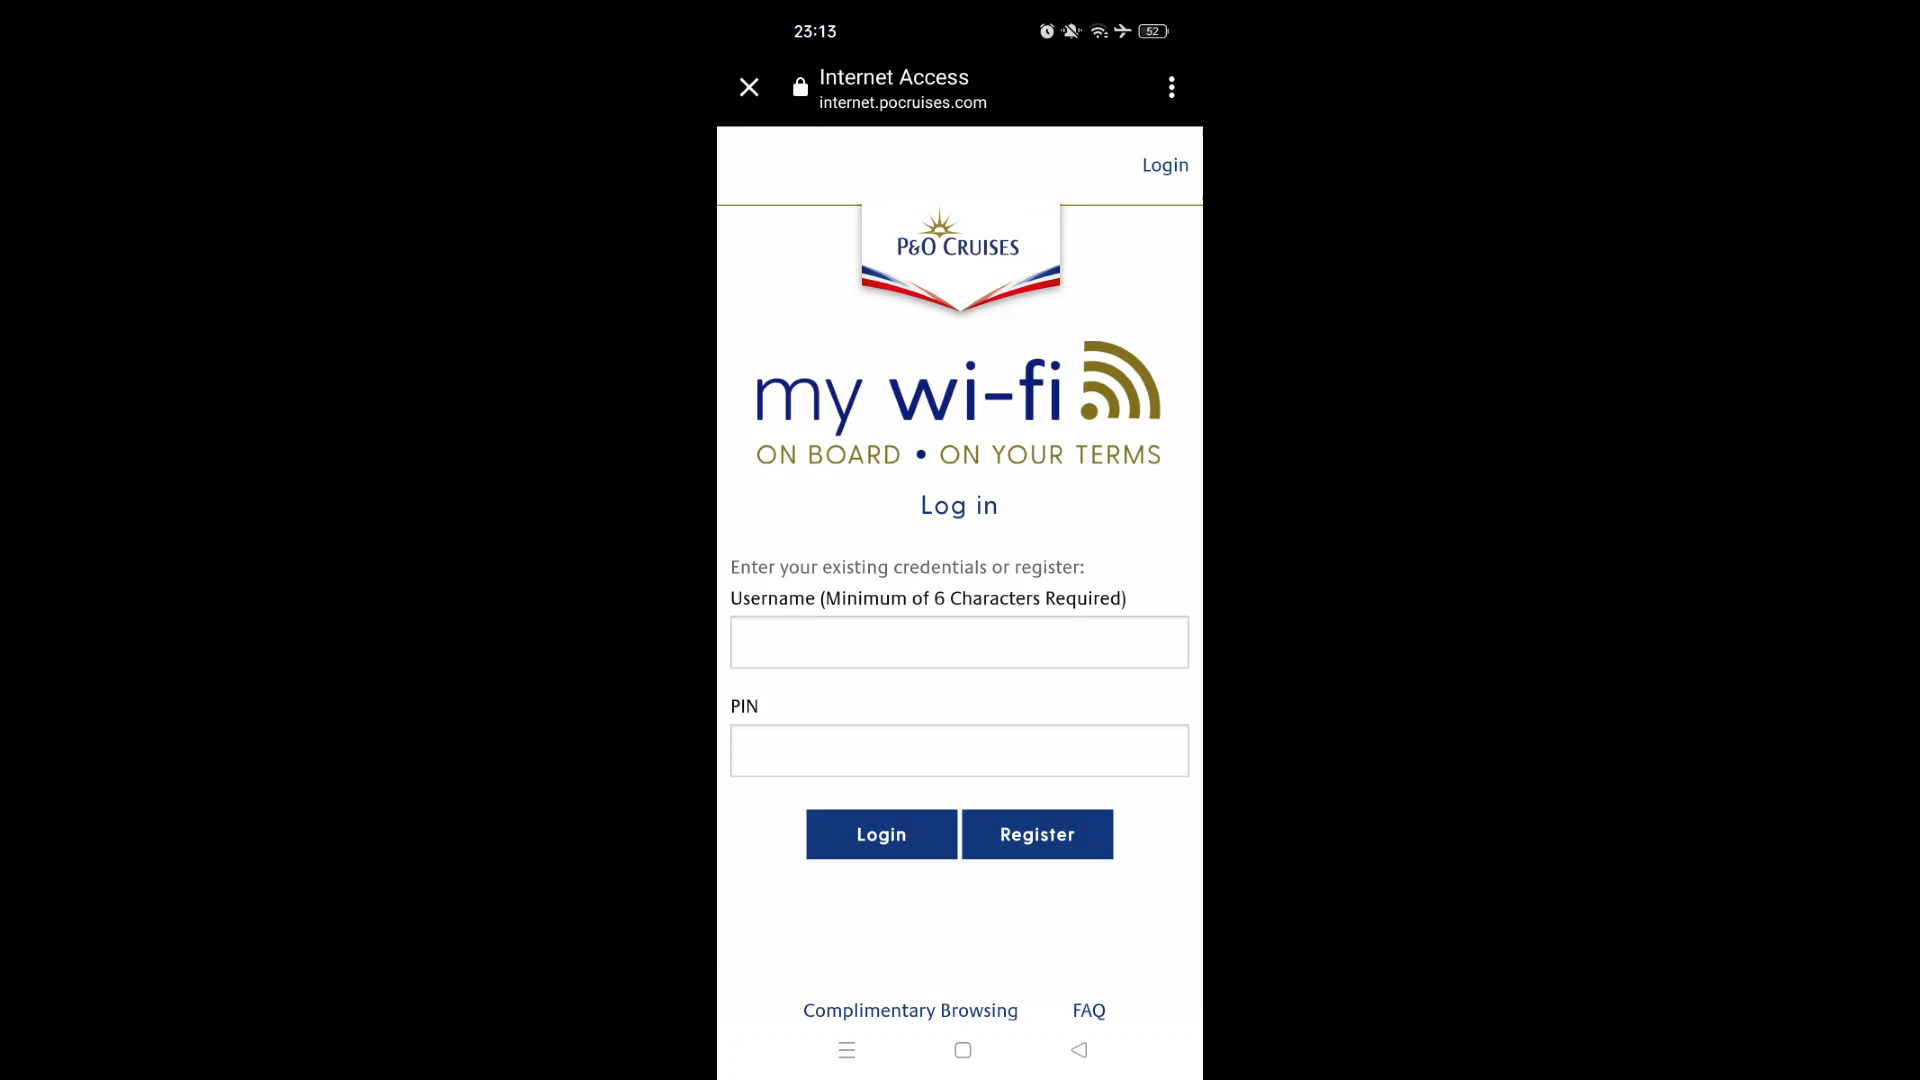 23:13
52
Internet Access
internet.pocruises.com
Login
P&O CRUISES
my wi-fi
ON BOARD • ON YOUR TERMS
Log in
Enter your existing credentials or register:
Username (Minimum of 6 Characters Required)
PIN
Login Register
Complimentary Browsing FAQ